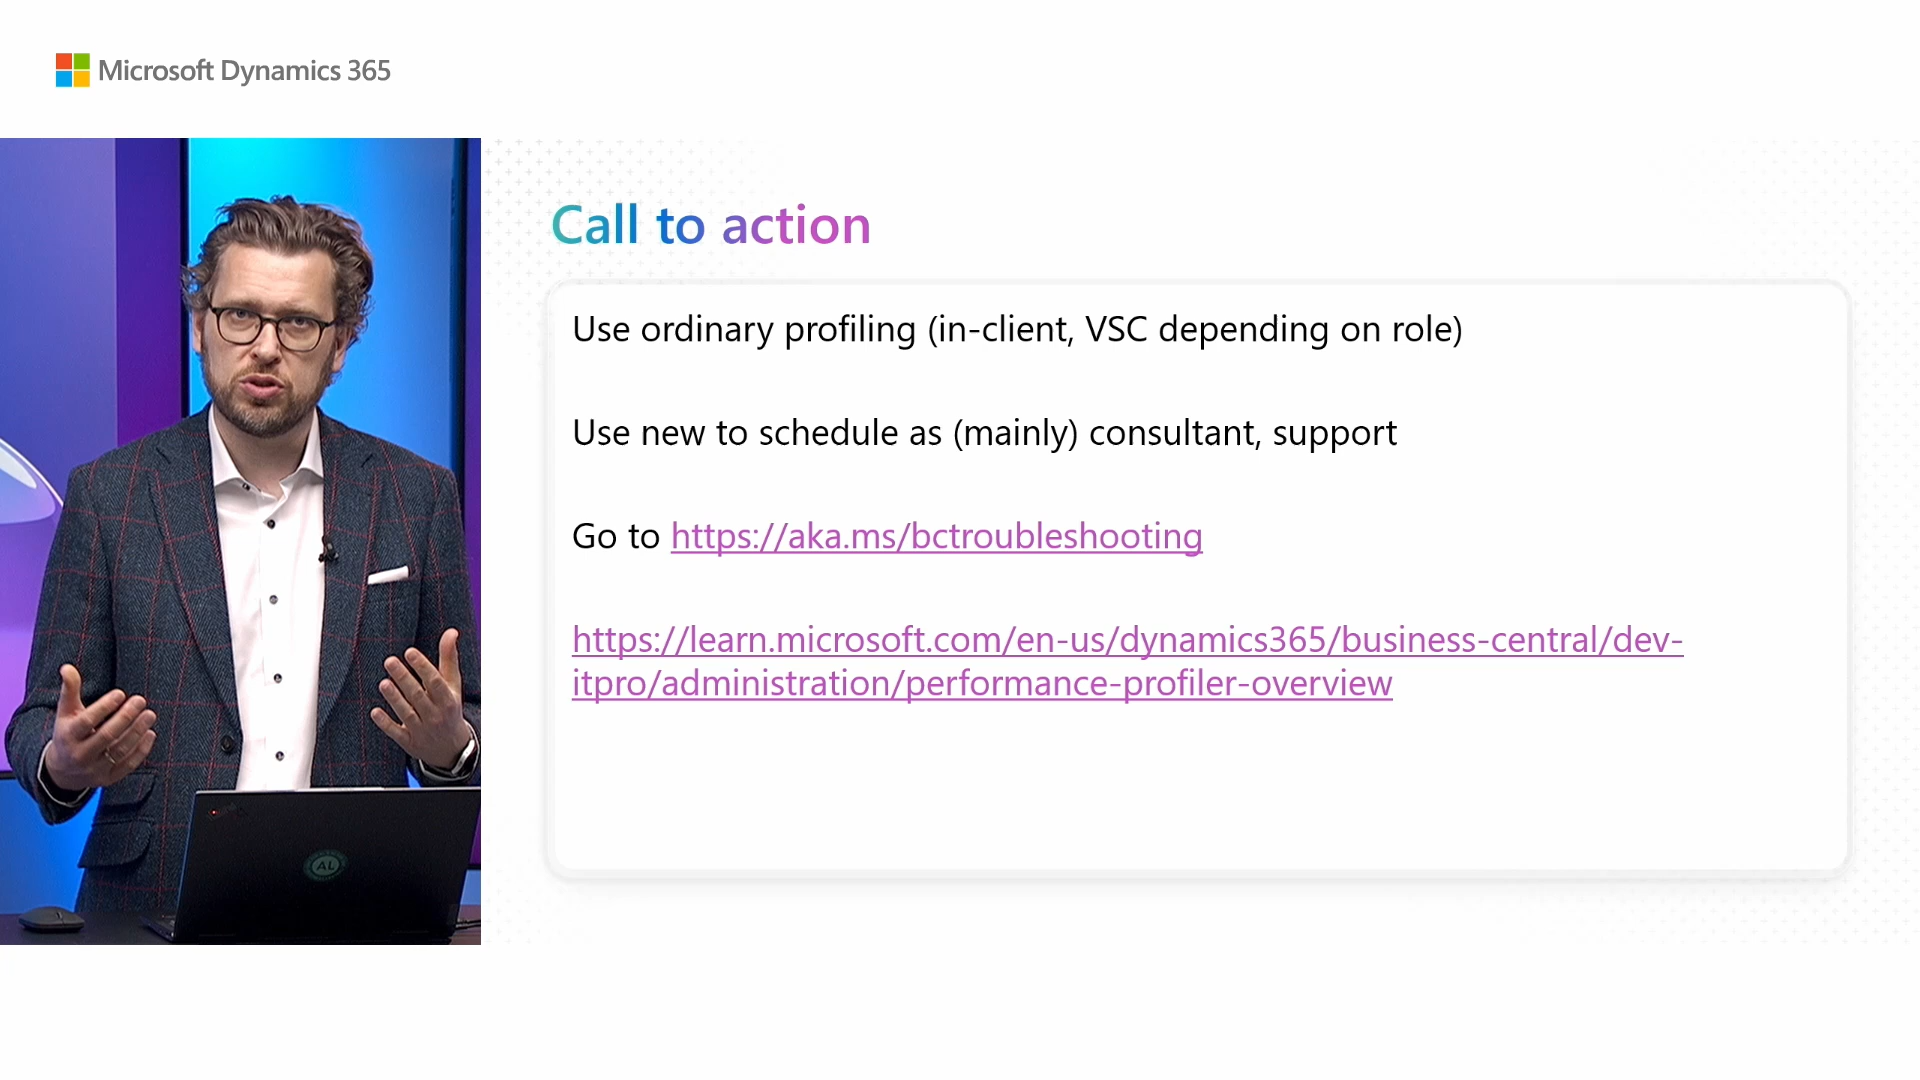 Microsoft Dynamics 365
Call to action
Use ordinary profiling (in-client, VSC depending on role)
Use new to schedule as (mainly) consultant, support
Go to https://aka.ms/bctroubleshooting
https://learn.microsoft.com/en-us/dynamics365/business-central/dev-
itpro/administration/performance-profiler-overview
AL